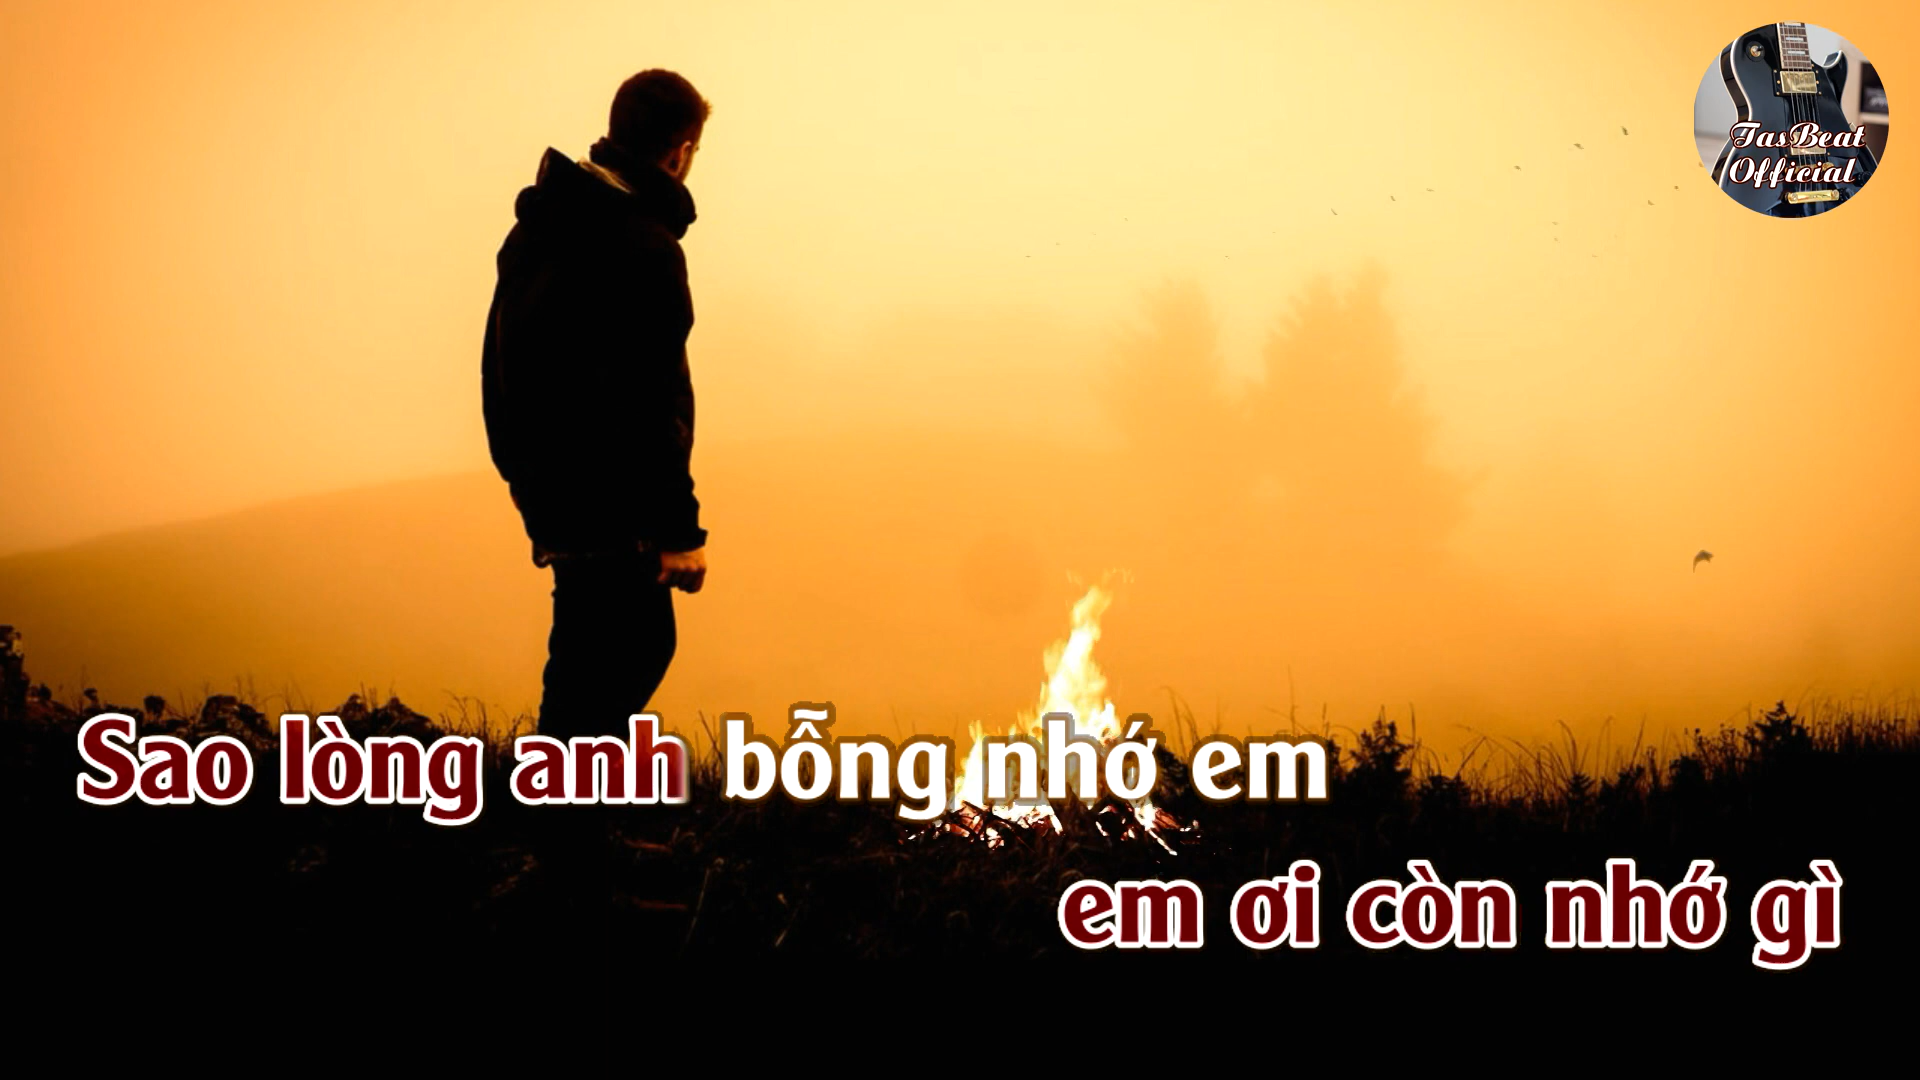 TasBeat
Official
Sao lòng anh bỗng nhớ em
em ơi còn nhớ gì